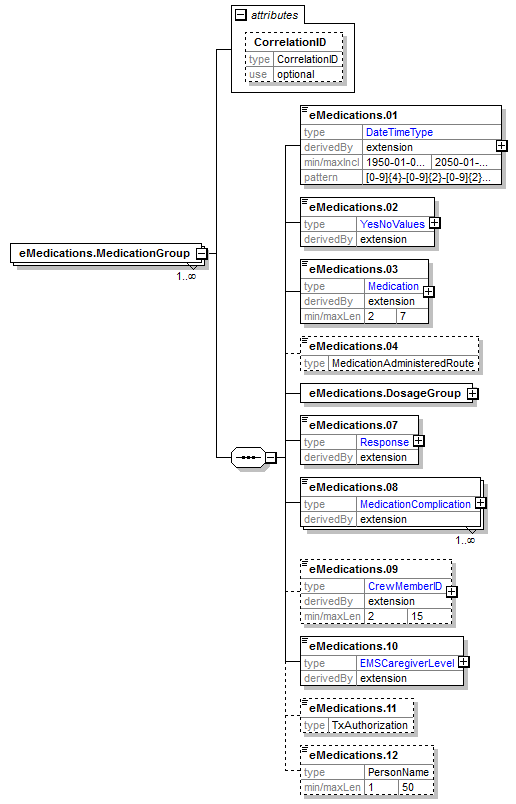 attributes
CorrelationID
type CorrelationID
use optional
eMedications.MedicationGroup
1..∞
eMedications.01
type DateTimeType
derivedBy extension
min/maxIncl 1950-01-0... 2050-01-...
pattern [0-9]{4}-[0-9]{2}-[0-9]{2}...
eMedications.02
type YesNoValues
derivedBy extension
eMedications.03
type Medication
derivedBy extension
min/maxLen 2 7
eMedications.04
type MedicationAdministeredRoute
eMedications.DosageGroup
eMedications.07
type Response
derivedBy extension
eMedications.08
type MedicationComplication
derivedBy extension
1..∞
eMedications.09
type CrewMemberID
derivedBy extension
min/maxLen 2 15
eMedications.10
type EMSCaregiverLevel
derivedBy extension
eMedications.11
type TxAuthorization
eMedications.12
type PersonName
min/maxLen 1 50